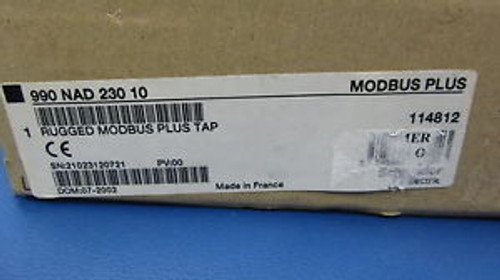 990 NAD 230 10 MODBUS PLUS
114812
1 RUGGED MODBUS PLUS TAP
CE
SN:21023120721 PV:00
DOM:07-2002 Made in France